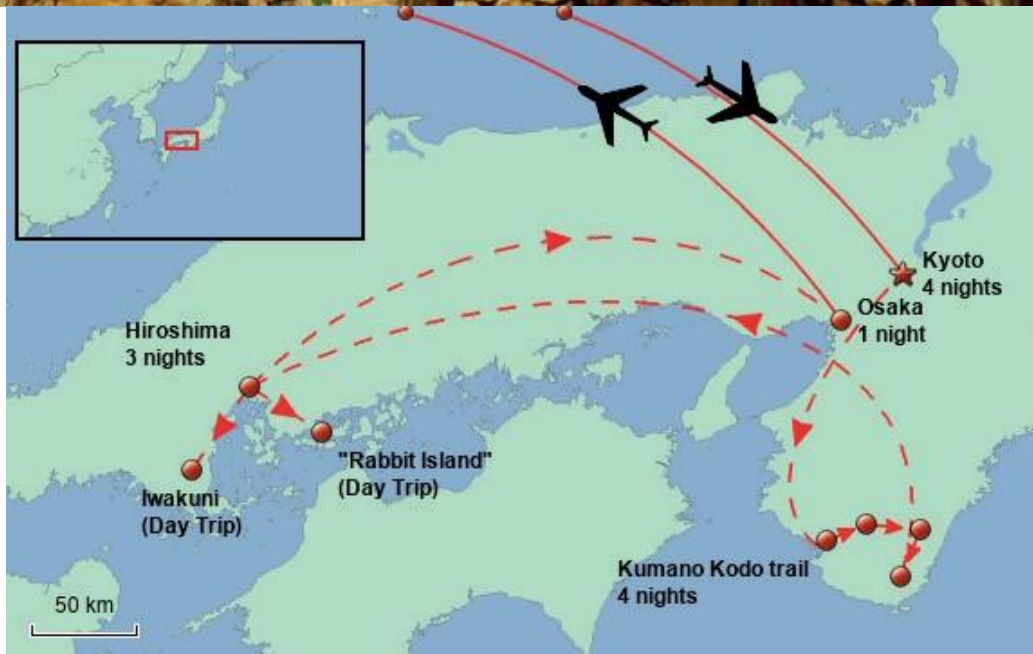 Kyoto
4 nights
Osaka
1 night
Hiroshima
3 nights
"Rabbit Island"
(Day Trip)
Iwakuni
(Day Trip)
Kumano Kodo trail
4 nights
50 km